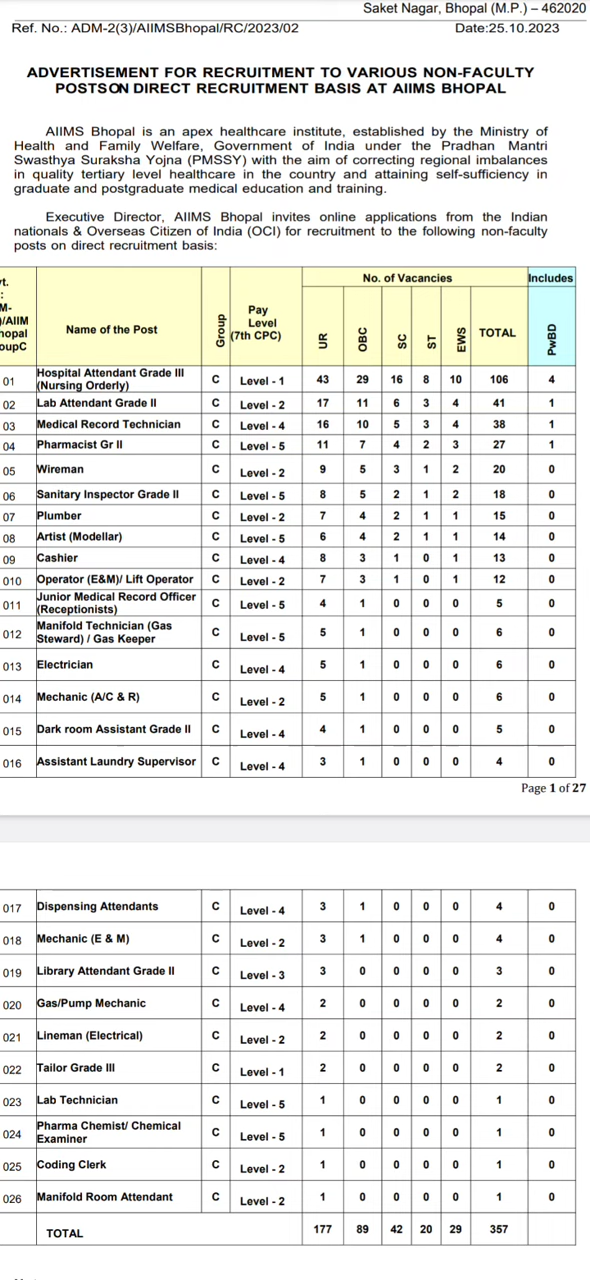 Saket Nagar, Bhopal (M.P.) – 462020
Ref. No.: ADM-2(3)/AIIMSBhopal/RC/2023/02 Date:25.10.2023
ADVERTISEMENT FOR RECRUITMENT TO VARIOUS NON-FACULTY
POSTSON DIRECT RECRUITMENT BASIS AT AIIMS BHOPAL
AIIMS Bhopal is an apex healthcare institute, established by the Ministry of
Health and Family Welfare, Government of India under the Pradhan Mantri
Swasthya Suraksha Yojna (PMSSY) with the aim of correcting regional imbalances
in quality tertiary level healthcare in the country and attaining self-sufficiency in
graduate and postgraduate medical education and training.
Executive Director, AIIMS Bhopal invites online applications from the Indian
nationals & Overseas Citizen of India (OCI) for recruitment to the following non-faculty
posts on direct recruitment basis:
No. of Vacancies Includes
vt.
:
M-
)/AIIM
hopal
oupC
Name of the Post Group Pay Level (7th CPC) UR OBC SC ST EWS TOTAL PwBD
01 Hospital Attendant Grade III (Nursing Orderly) C Level - 1 43 29 16 8 10 106 4
02 Lab Attendant Grade II C Level - 2 17 11 6 3 4 41 1
03 Medical Record Technician C Level - 4 16 10 5 3 4 38 1
04 Pharmacist Gr II C Level - 5 11 7 4 2 3 27 1
05 Wireman C Level - 2 9 5 3 1 2 20 0
06 Sanitary Inspector Grade II C Level - 5 8 5 2 1 2 18 0
07 Plumber C Level - 2 7 4 2 1 1 15 0
08 Artist (Modellar) C Level - 5 6 4 2 1 1 14 0
09 Cashier C Level - 4 8 3 1 0 1 13 0
010 Operator (E&M)/ Lift Operator C Level - 2 7 3 1 0 1 12 0
011 Junior Medical Record Officer (Receptionists) C Level - 5 4 1 0 0 0 5 0
012 Manifold Technician (Gas Steward) / Gas Keeper C Level - 5 5 1 0 0 0 6 0
013 Electrician C Level - 4 5 1 0 0 0 6 0
014 Mechanic (A/C & R) C Level - 2 5 1 0 0 0 6 0
015 Dark room Assistant Grade II C Level - 4 4 1 0 0 0 5 0
016 Assistant Laundry Supervisor C Level - 4 3 1 0 0 0 4 0
Page 1 of 27
017 Dispensing Attendants C Level - 4 3 1 0 0 0 4 0
018 Mechanic (E & M) C Level - 2 3 1 0 0 0 4 0
019 Library Attendant Grade II C Level - 3 3 0 0 0 0 3 0
020 Gas/Pump Mechanic C Level - 4 2 0 0 0 0 2 0
021 Lineman (Electrical) C Level - 2 2 0 0 0 0 2 0
022 Tailor Grade III C Level - 1 2 0 0 0 0 2 0
023 Lab Technician C Level - 5 1 0 0 0 0 1 0
024 Pharma Chemist/ Chemical Examiner C Level - 5 1 0 0 0 0 1 0
025 Coding Clerk C Level - 2 1 0 0 0 0 1 0
026 Manifold Room Attendant C Level - 2 1 0 0 0 0 1 0
TOTAL 177 89 42 20 29 357